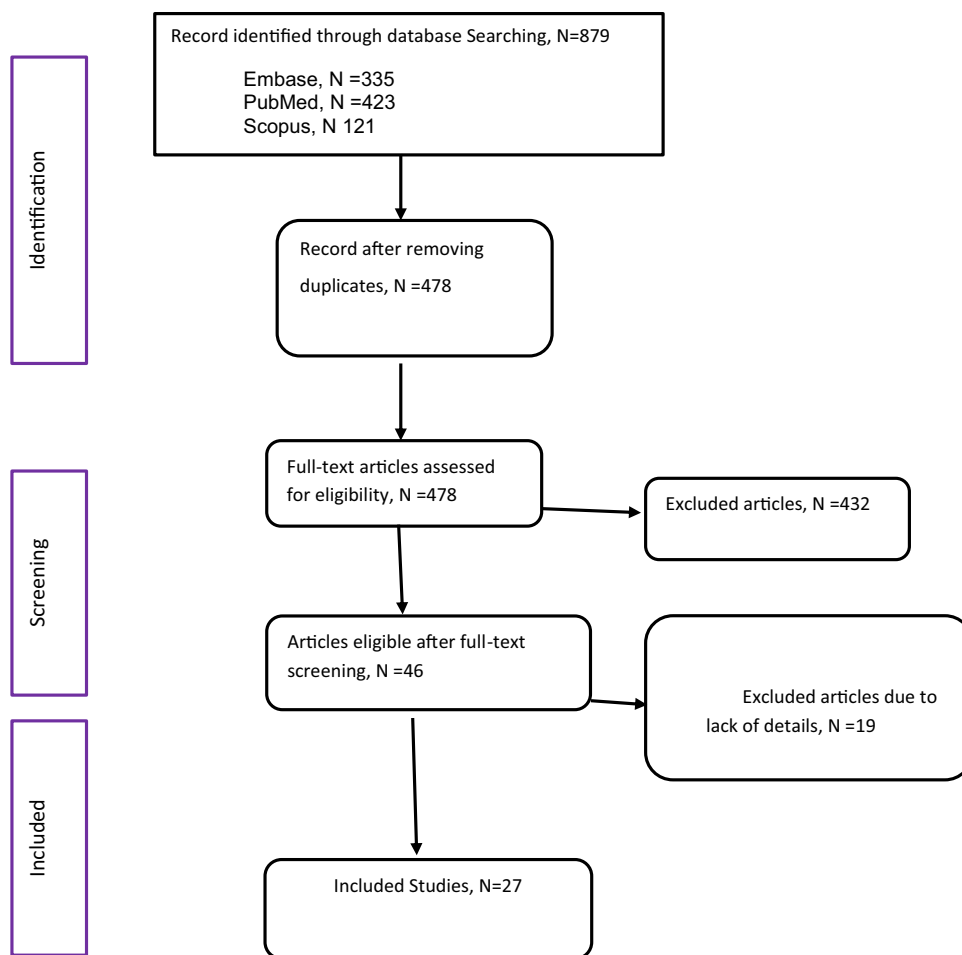 Identification
Record identified through database Searching, N=879
Embase, N =335
PubMed, N =423
Scopus, N 121
Record after removing
duplicates, N =478
Screening
Full-text articles assessed
for eligibility, N =478
Excluded articles, N =432
Articles eligible after full-text
screening, N =46
Excluded articles due to
lack of details, N =19
Included
Included Studies, N=27